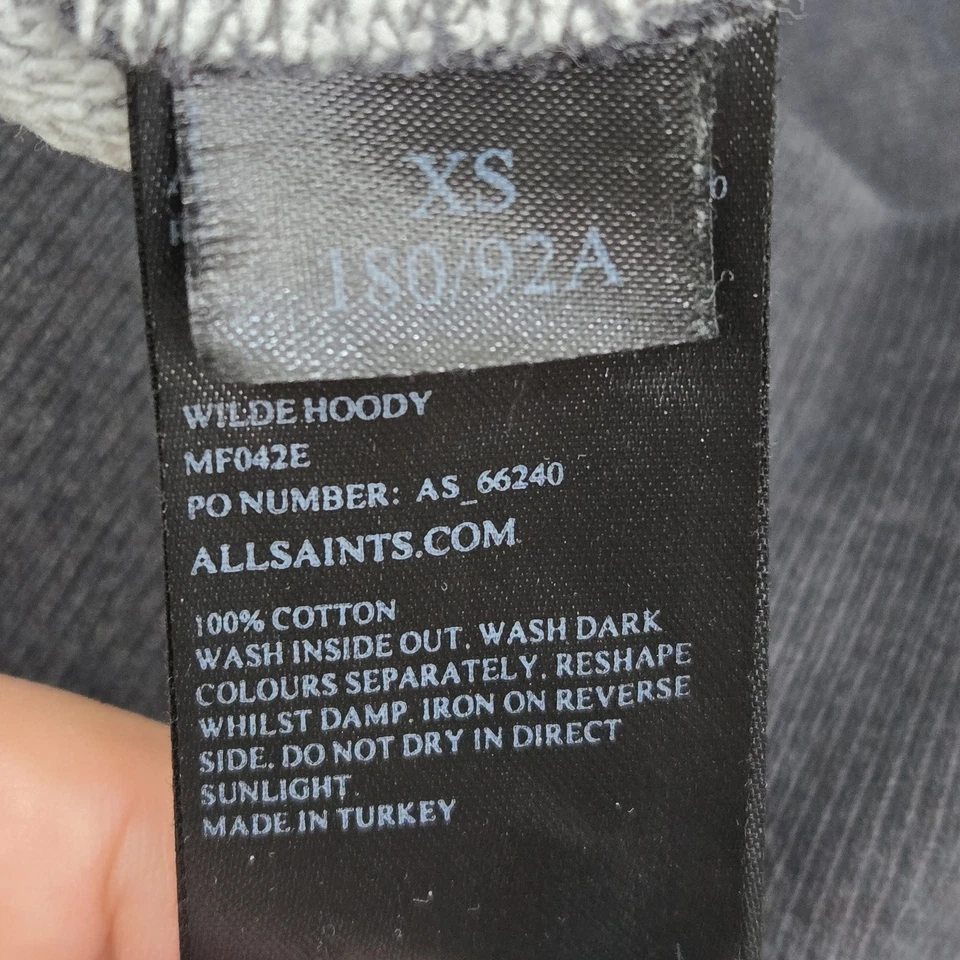 XS
180/92A
WILDE HOODY
MF042E
PO NUMBER: AS_66240
ALLSAINTS.COM
100% COTTON
WASH INSIDE OUT. WASH DARK
COLOURS SEPARATELY. RESHAPE
WHILST DAMP. IRON ON REVERSE
SIDE. DO NOT DRY IN DIRECT
SUNLIGHT.
MADE IN TURKEY